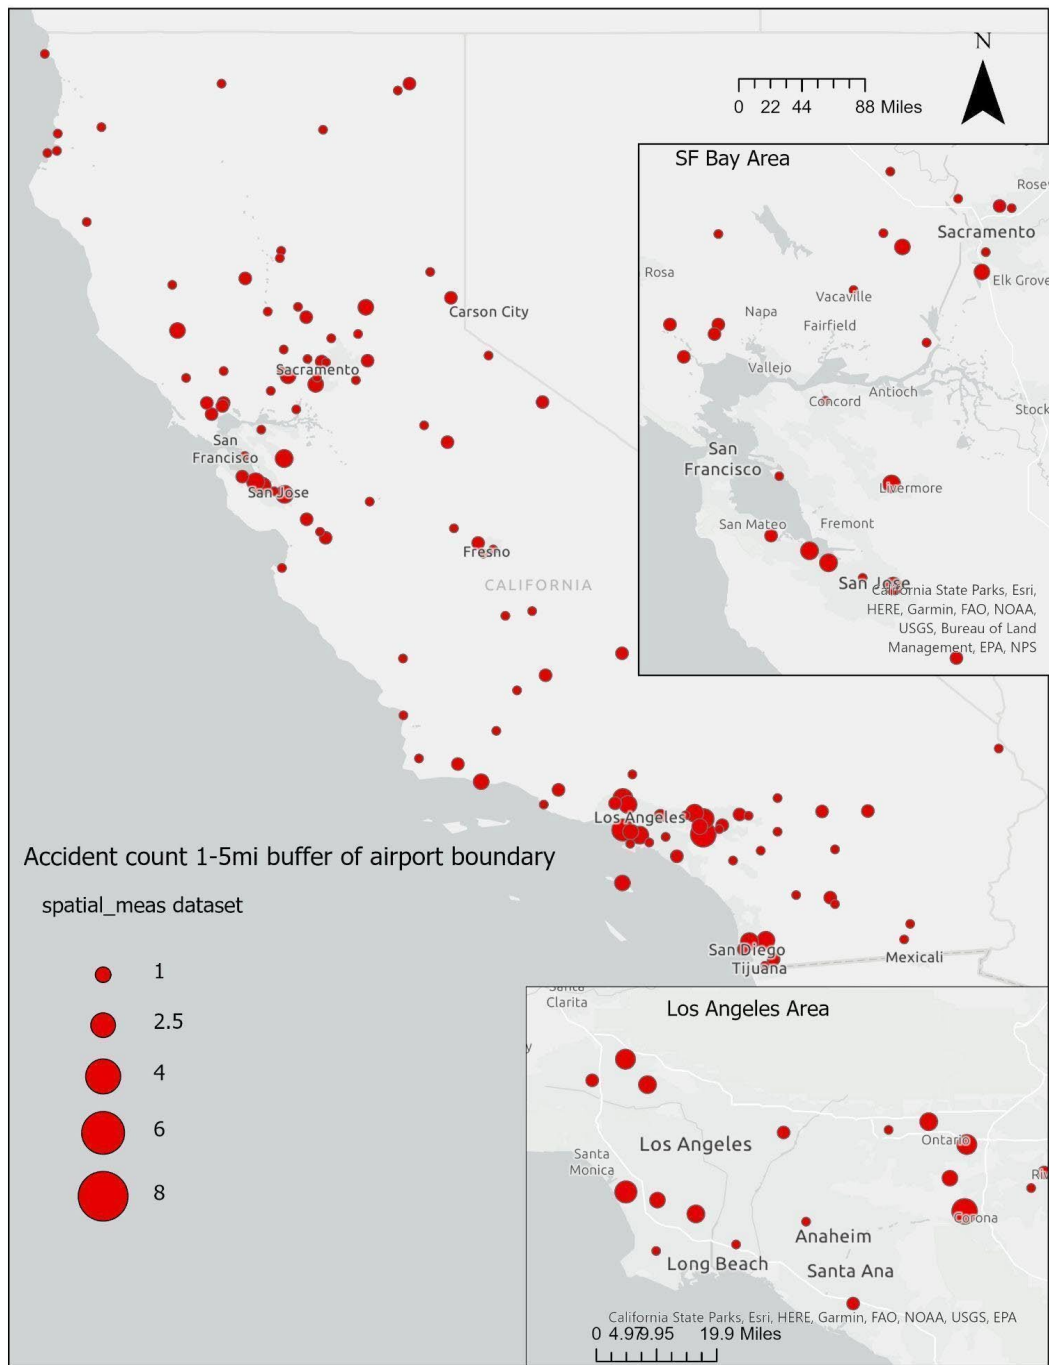 N
0 22 44 88 Miles
SF Bay Area
Sacramento
Rosa
Elk Grove
Napa
Vacaville
Fairfield
Vallejo
Antioch
Concord
San
Francisco
Livermore
San Mateo
Fremont
San Jose
California State Parks, Esri,
HERE, Garmin, FAO, NOAA,
USGS, Bureau of Land
Management, EPA, NPS
Carson City
Sacramento
San
Francisco
San Jose
Fresno
CALIFORNIA
Los Angeles
San Diego
Tijuana
Mexicali
Accident count 1-5mi buffer of airport boundary
spatial_meas dataset
1
2.5
4
6
8
Los Angeles Area
Clarita
Los Angeles
Santa
Monica
Ontario
Corona
Anaheim
Long Beach
Santa Ana
California State Parks, Esri, HERE, Garmin, FAO, NOAA, USGS, EPA
0 4.97 9.95 19.9 Miles